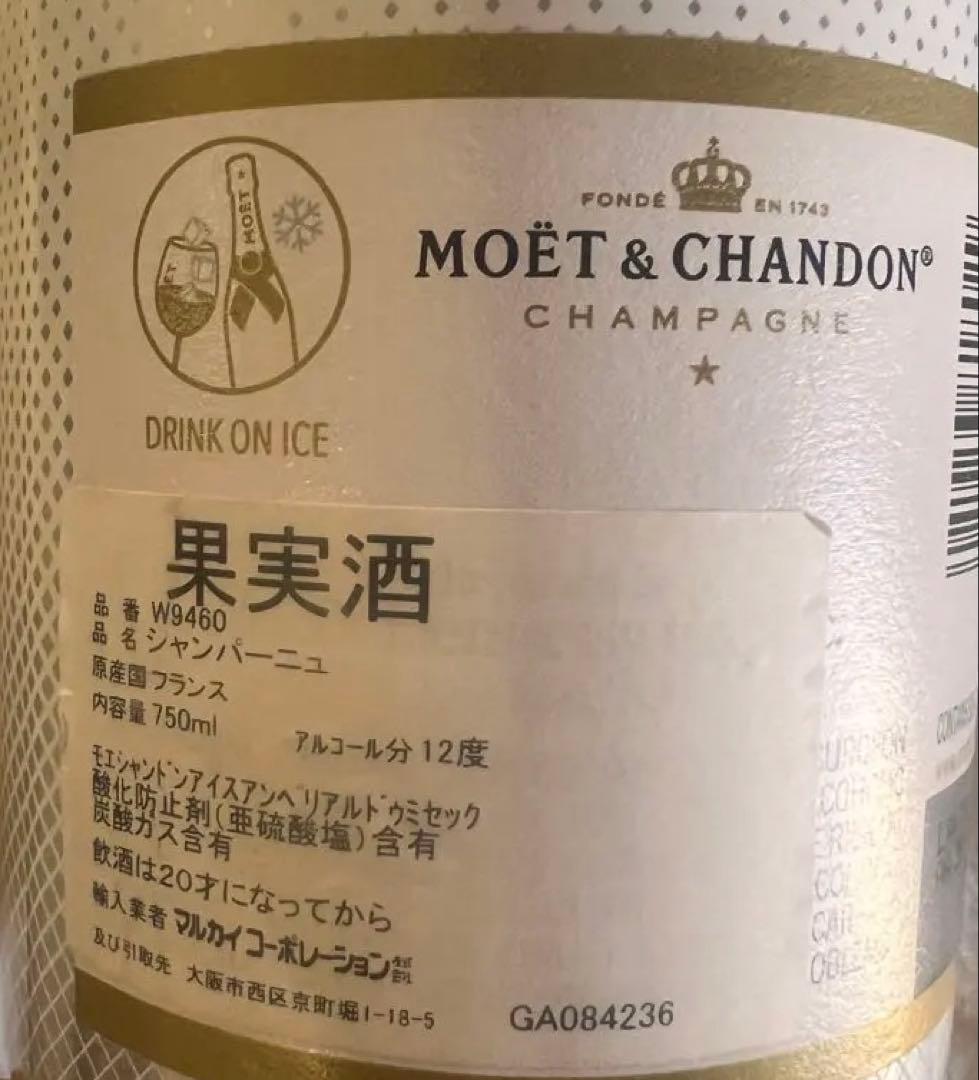 FONDÉ EN 1743
MOËT & CHANDON®
CHAMPAGNE
MOËT
DRINK ON ICE
果実酒
品番 W9460
品名 シャンパーニュ
原産国 フランス
内容量 750ml アルコール分 12度
モエシャンドンアイスアンペリアルドゥミセック
酸化防止剤(亜硫酸塩)含有
炭酸ガス含有
飲酒は20才になってから
輸入業者 マルカイコーポレーション株式会社
及び引取先 大阪市西区京町堀1-18-5
GA084236